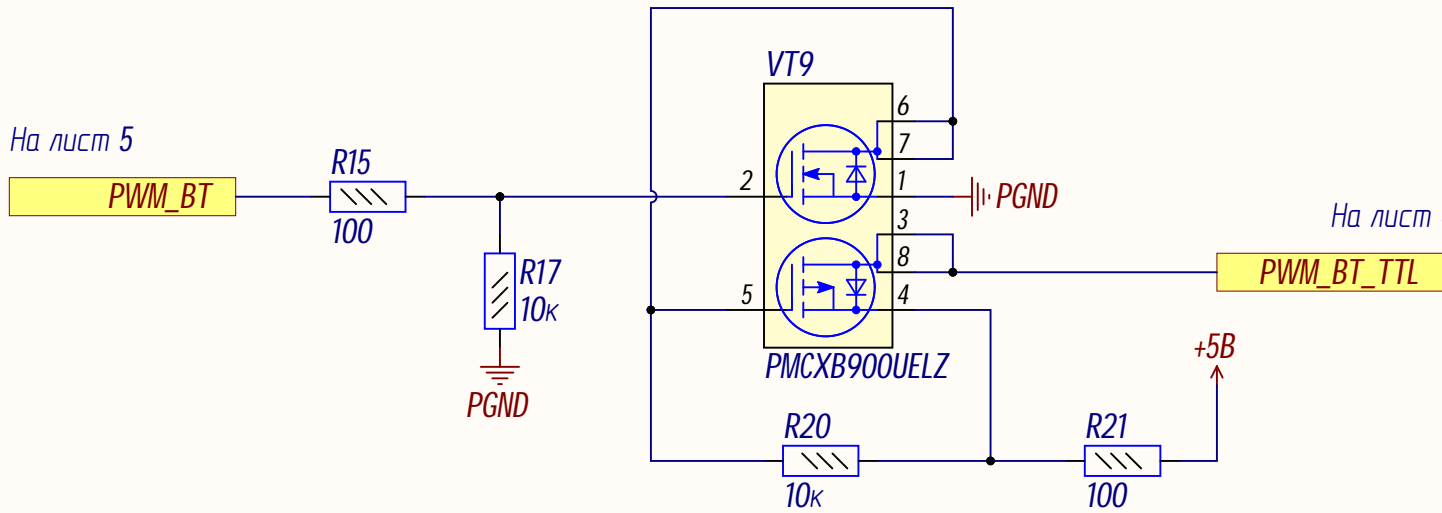 VT9
6
На лист 5
R15
7
PWM_BT
2
1
PGND
100
3
На лист
R17
8
PWM_BT_TTL
10к
5
4
+5В
PGND
PMCXB900UELZ
R20
R21
10к
100